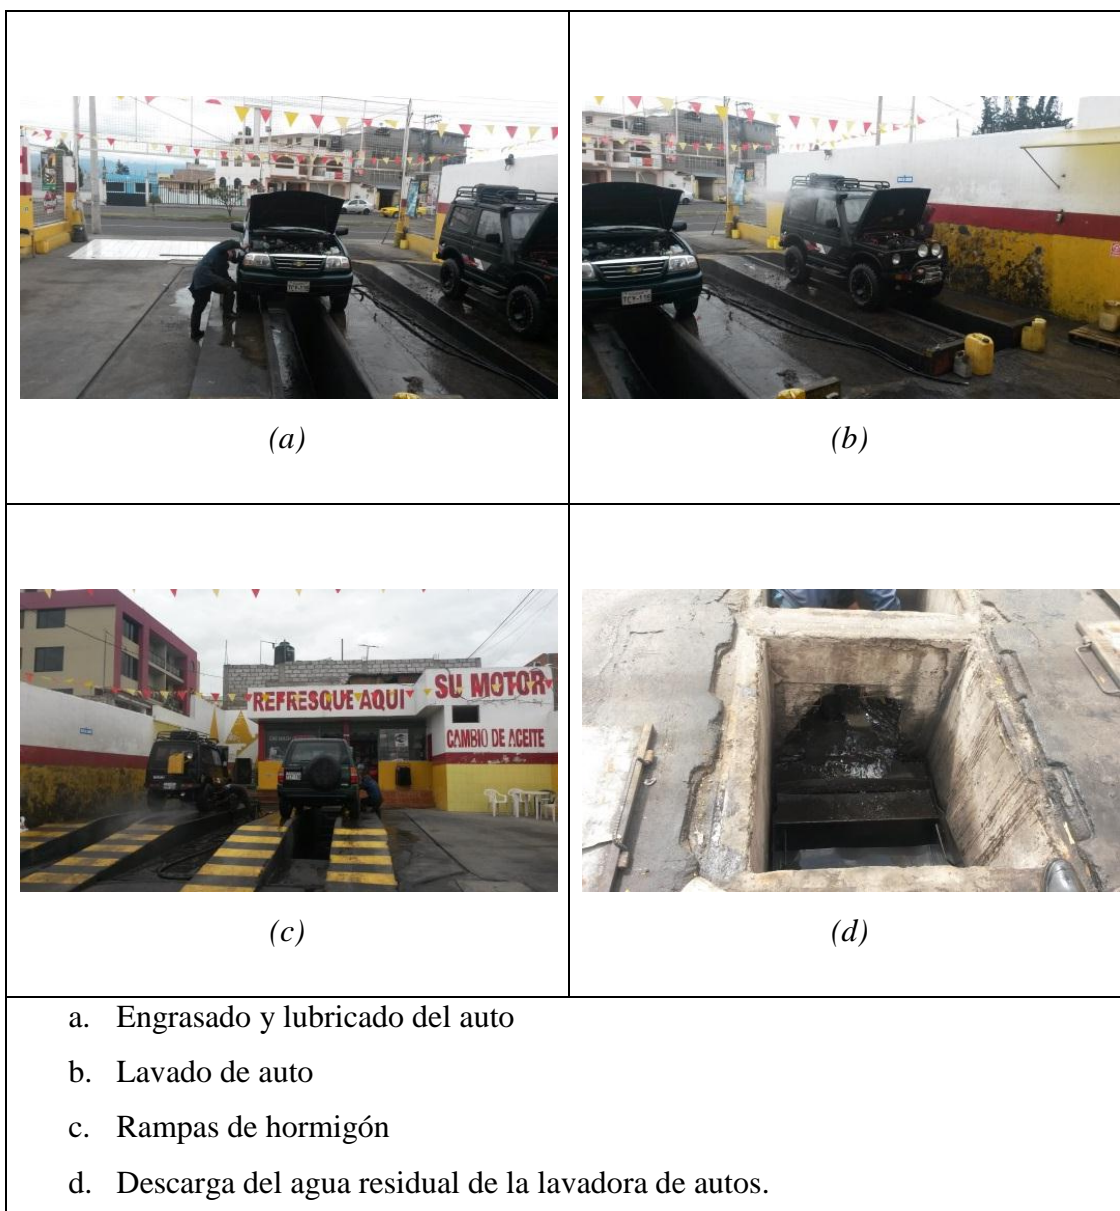 (a)
(b)
REFRESQUE AQUI SU MOTOR
CAMBIO DE ACEITE
(c)
(d)
a. Engrasado y lubricado del auto
b. Lavado de auto
c. Rampas de hormigón
d. Descarga del agua residual de la lavadora de autos.